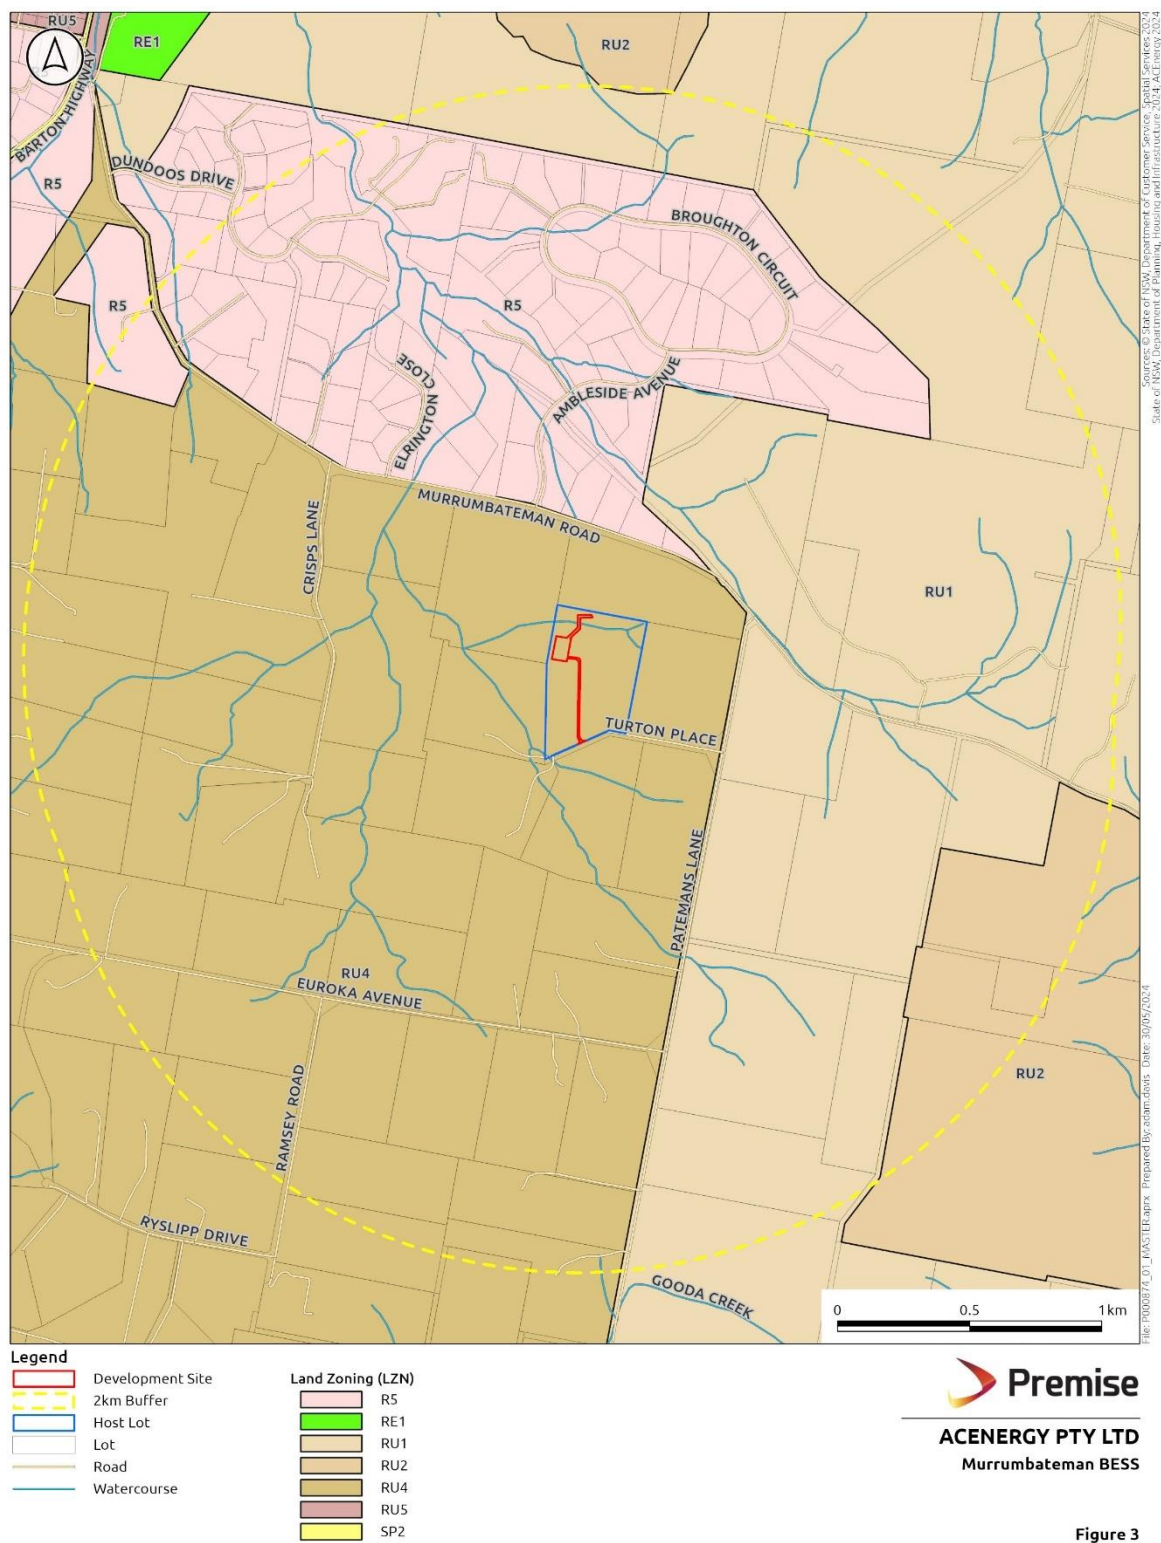 RU5
RE1
RU2
R5
BARTON HIGHWAY
DUNDOOS DRIVE
R5
BROUGHTON CIRCUIT
R5
R5
ELRINGTON CLOSE
AMBLESIDE AVENUE
MURRUMBATEMAN ROAD
CRISPS LANE
RU1
TURTON PLACE
PATEMANS LANE
RU4
EUROKA AVENUE
RU2
RAMSEY ROAD
RYSLIPP DRIVE
GOODA CREEK
0 0.5 1 km
Sources: © State of NSW, Department of Customer Service, Spatial Services 2024
State of NSW, Department of Planning, Housing and Infrastructure 2024; ACEnergy 2024
File: P000874_01_MASTER.aprx Prepared By: adam.davis Date: 30/05/2024
Legend
Development Site
2km Buffer
Host Lot
Lot
Road
Watercourse
Land Zoning (LZN)
R5
RE1
RU1
RU2
RU4
RU5
SP2
Premise
ACENERGY PTY LTD
Murrumbateman BESS
Figure 3